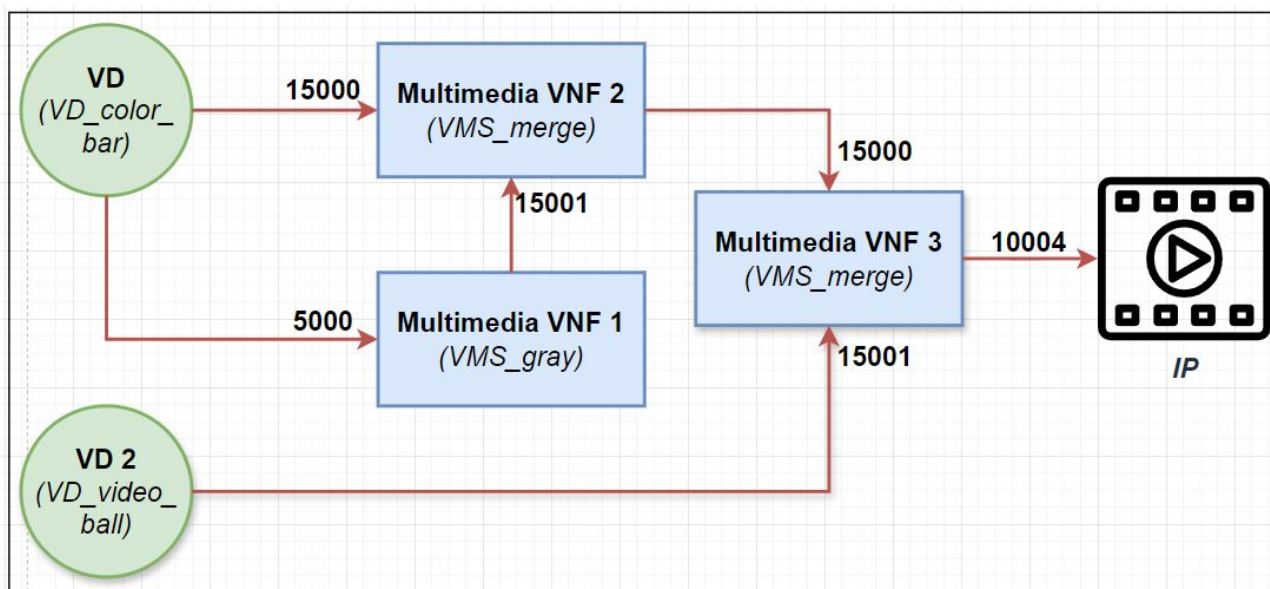 VD
(VD_color_
bar)
15000
Multimedia VNF 2
(VMS_merge)
15000
15001
Multimedia VNF 3
(VMS_merge)
10004
5000
Multimedia VNF 1
(VMS_gray)
15001
IP
VD 2
(VD_video_
ball)